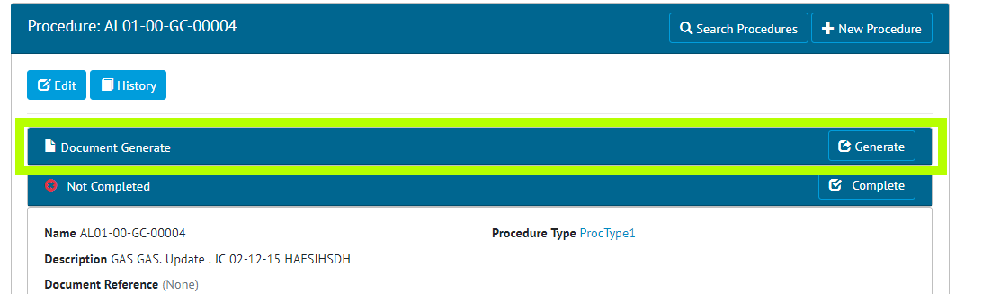 Procedure: AL01-00-GC-00004
Search Procedures
New Procedure
Edit
History
Document Generate
Generate
Not Completed
Complete
Name AL01-00-GC-00004
Procedure Type ProcType1
Description GAS GAS. Update . JC 02-12-15 HAFSJHSDH
Document Reference (None)